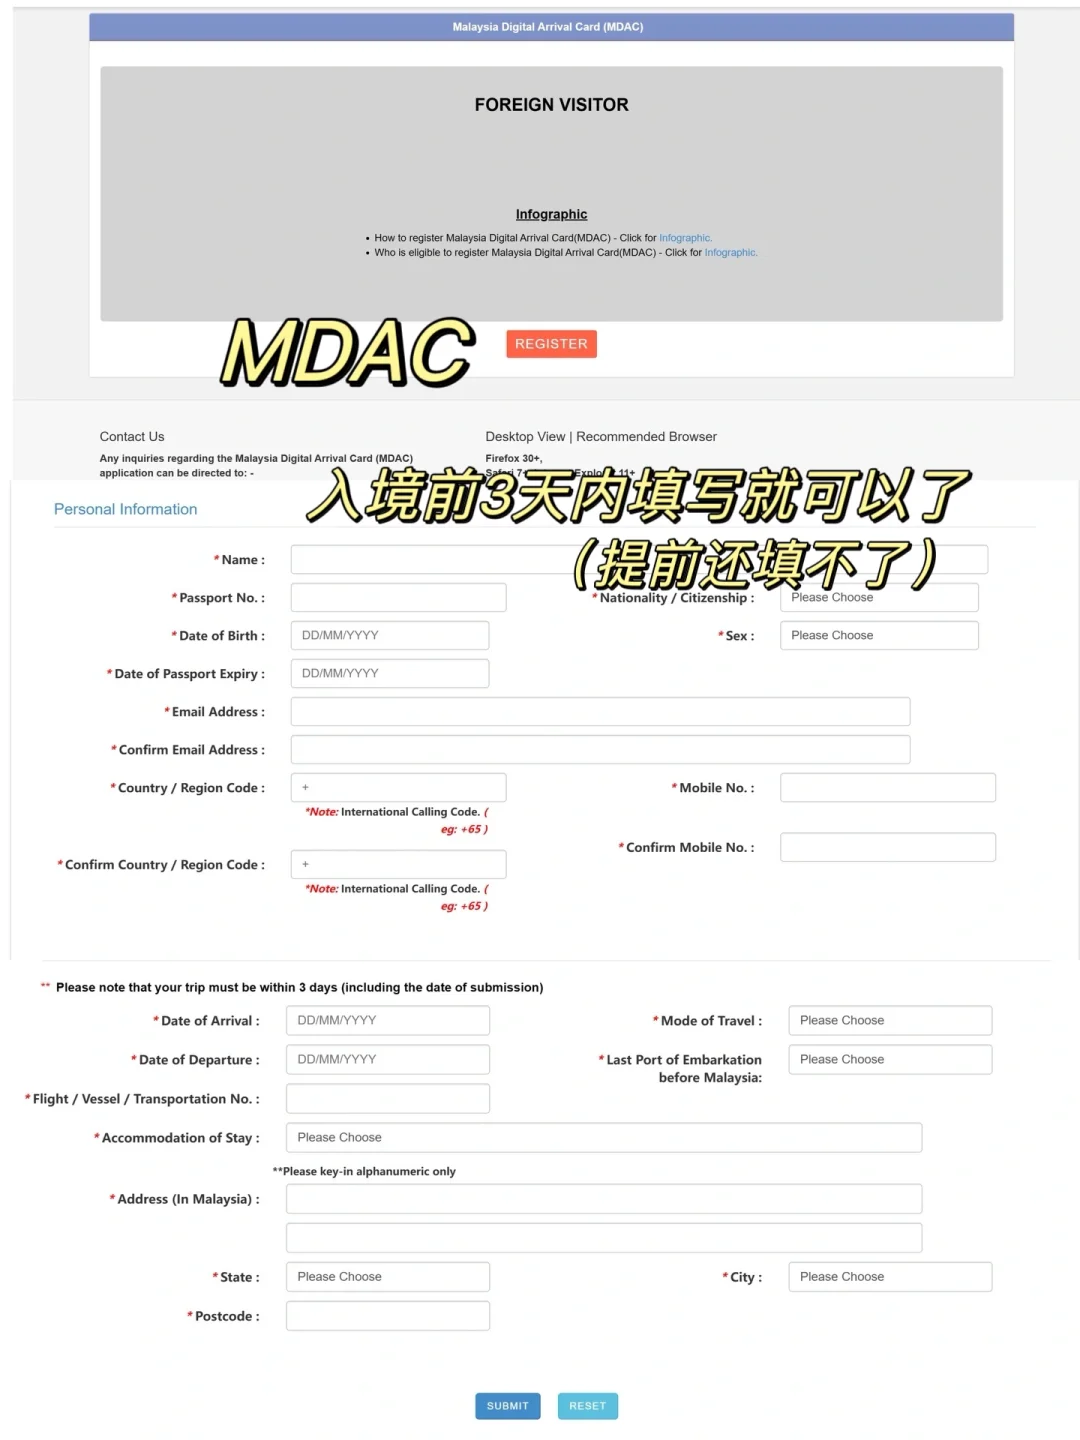 Malaysia Digital Arrival Card (MDAC)
FOREIGN VISITOR
Infographic
• How to register Malaysia Digital Arrival Card(MDAC) - Click for Infographic.
• Who is eligible to register Malaysia Digital Arrival Card(MDAC) - Click for Infographic.
MDAC
REGISTER
Contact Us
Desktop View | Recommended Browser
Any inquiries regarding the Malaysia Digital Arrival Card (MDAC)
application can be directed to: -
Firefox 30+,
Safari 7+ Explorer 11+
入境前3天内填写就可以了
(提前还填不了)
Personal Information
* Name :
* Passport No. :
* Nationality / Citizenship : Please Choose
* Date of Birth : DD/MM/YYYY
* Sex : Please Choose
* Date of Passport Expiry : DD/MM/YYYY
* Email Address :
* Confirm Email Address :
* Country / Region Code : +
* Mobile No. :
*Note: International Calling Code. (
eg: +65 )
* Confirm Mobile No. :
* Confirm Country / Region Code : +
*Note: International Calling Code. (
eg: +65 )
** Please note that your trip must be within 3 days (including the date of submission)
* Date of Arrival : DD/MM/YYYY
* Mode of Travel : Please Choose
* Date of Departure : DD/MM/YYYY
* Last Port of Embarkation
before Malaysia: Please Choose
* Flight / Vessel / Transportation No. :
* Accommodation of Stay : Please Choose
**Please key-in alphanumeric only
* Address (In Malaysia) :
* State : Please Choose
* City : Please Choose
* Postcode :
SUBMIT
RESET